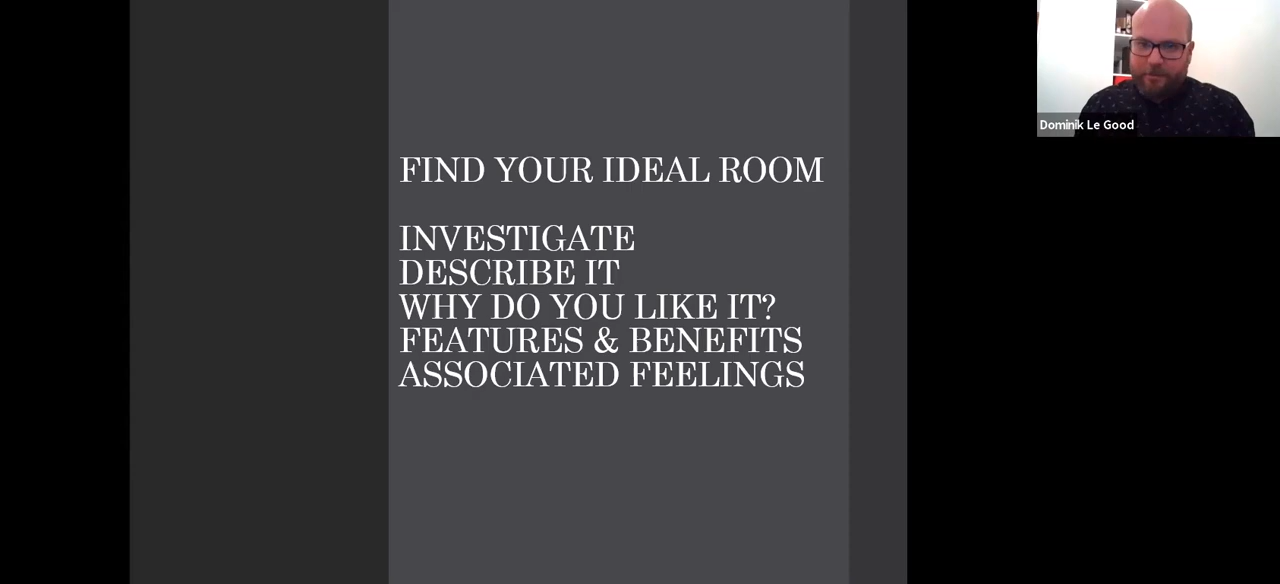 FIND YOUR IDEAL ROOM
INVESTIGATE
DESCRIBE IT
WHY DO YOU LIKE IT?
FEATURES & BENEFITS
ASSOCIATED FEELINGS
Dominik Le Good